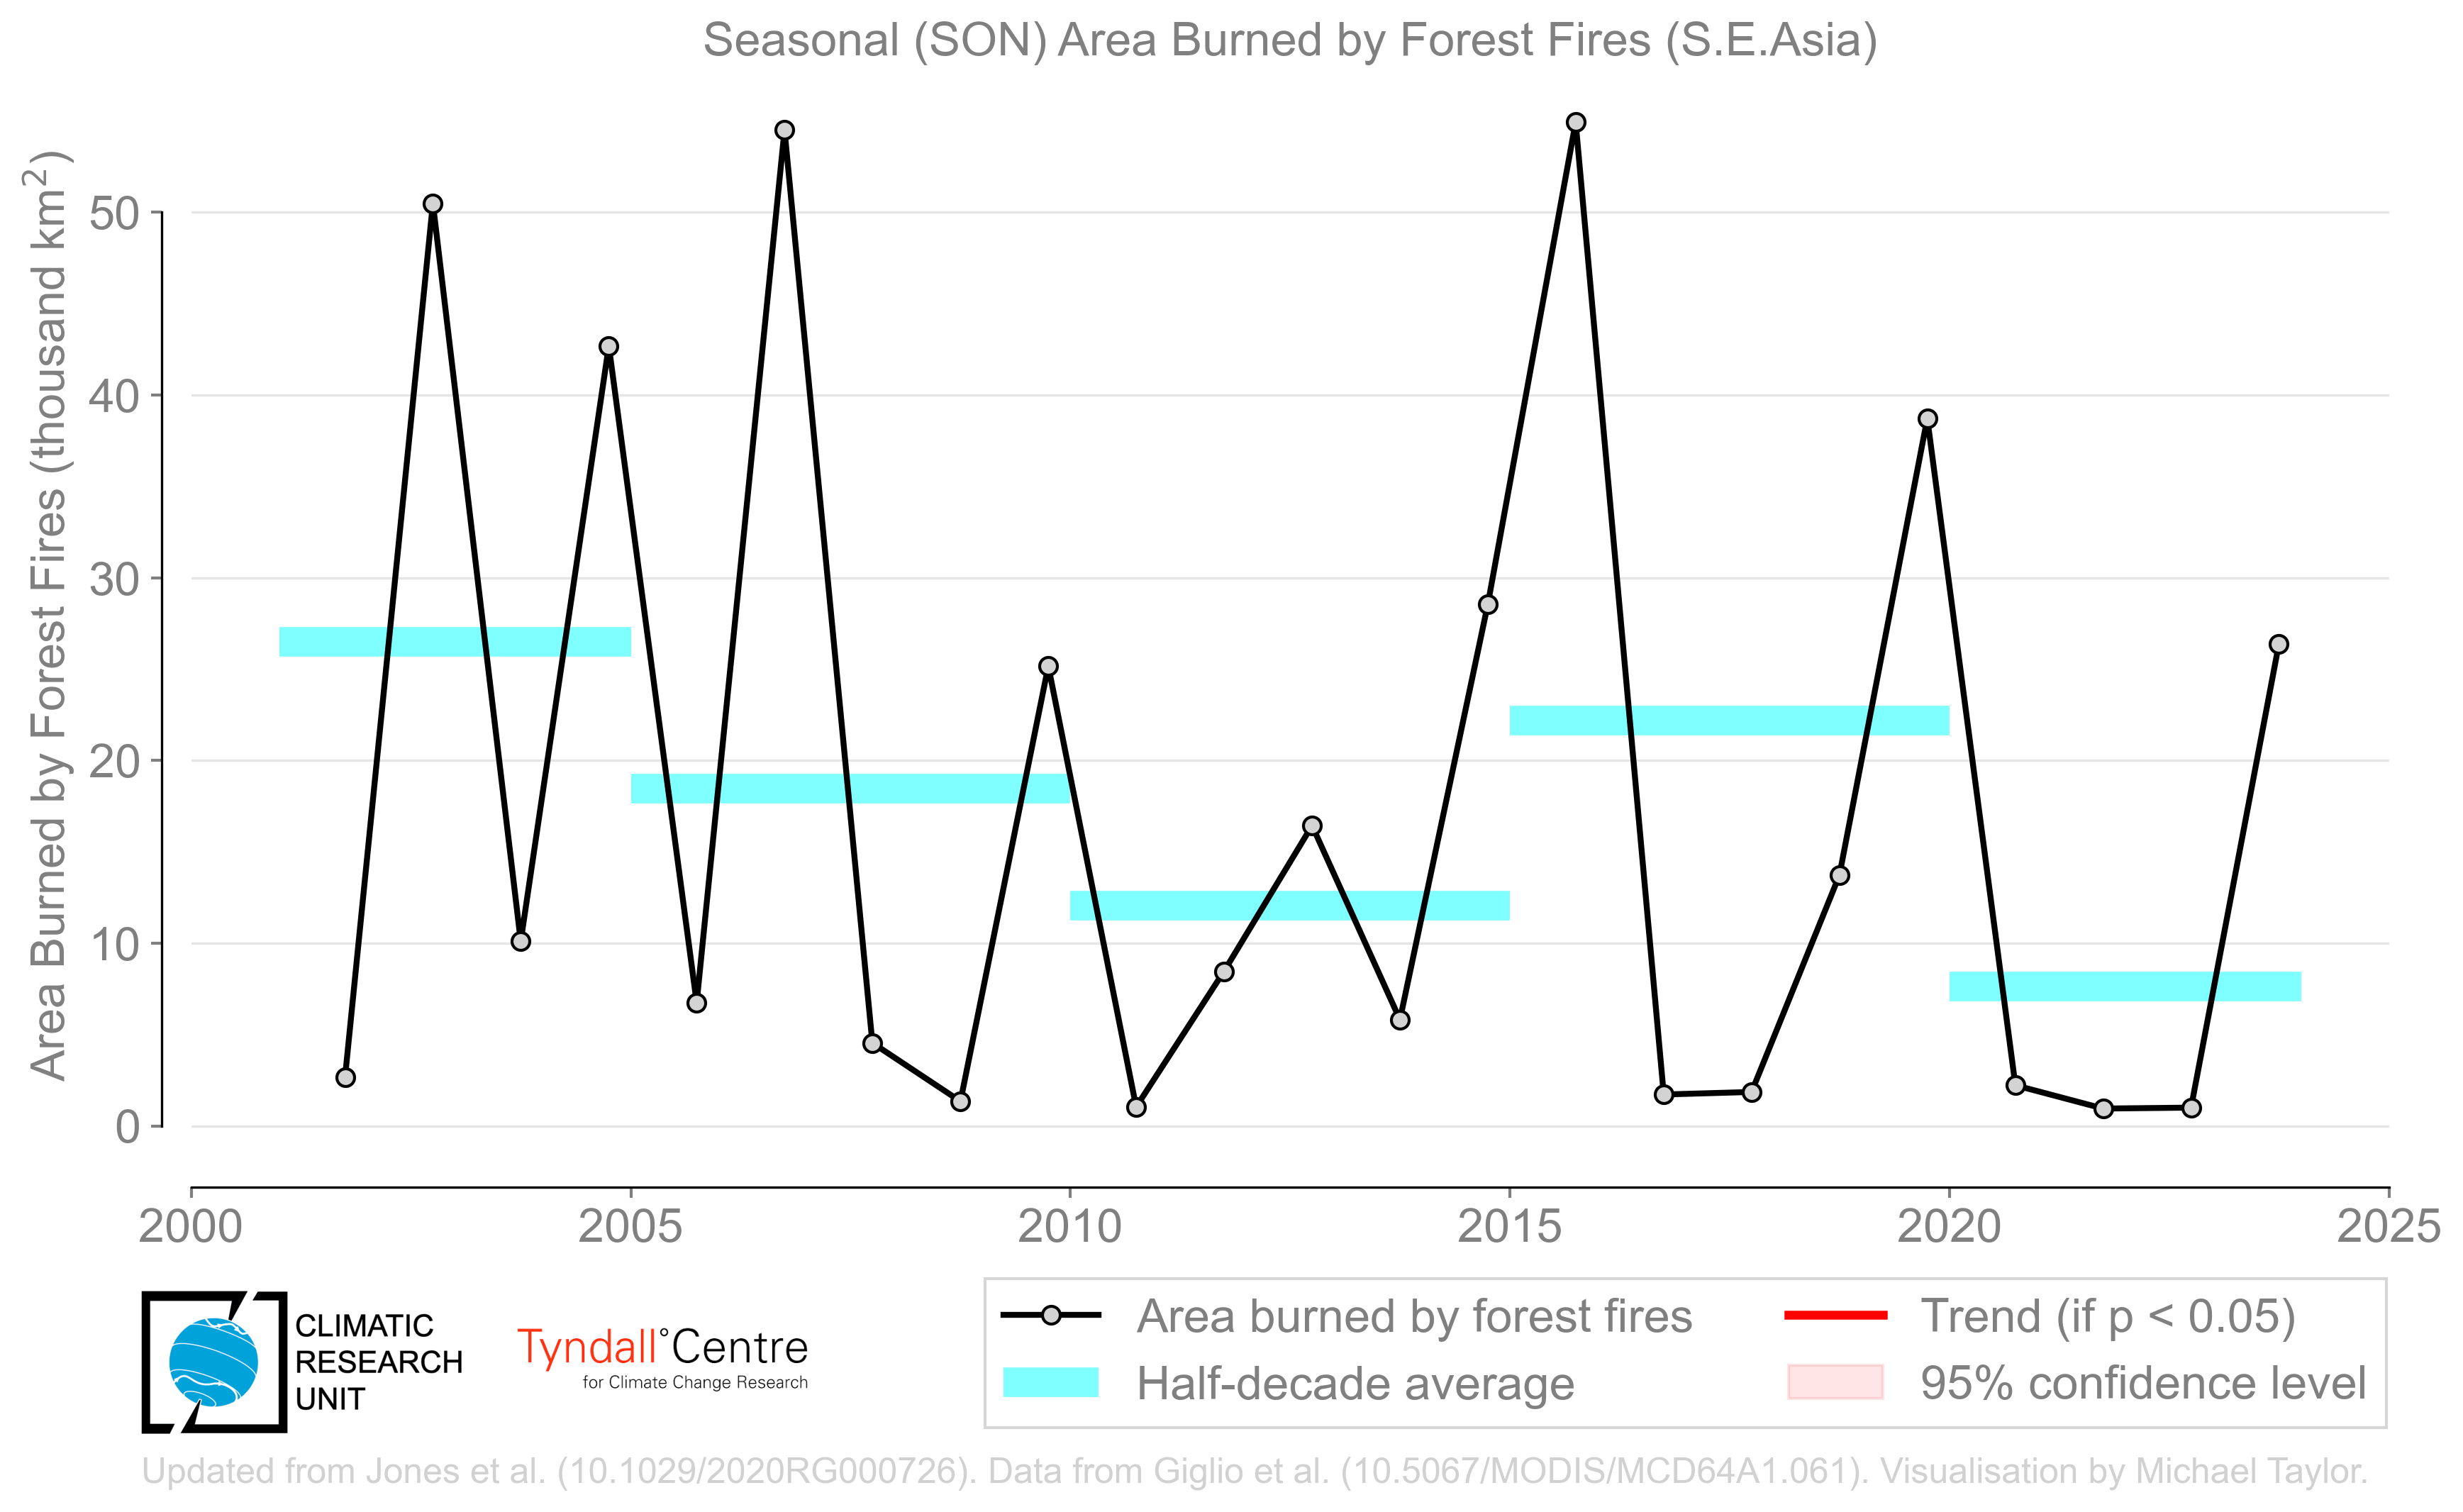 Seasonal (SON) Area Burned by Forest Fires (S.E.Asia)
Area Burned by Forest Fires (thousand km²)
50
40
30
20
10
0
2000 2005 2010 2015 2020 2025
CLIMATIC
RESEARCH
UNIT
Tyndall°Centre
for Climate Change Research
Area burned by forest fires
Half-decade average
Trend (if p < 0.05)
95% confidence level
Updated from Jones et al. (10.1029/2020RG000726). Data from Giglio et al. (10.5067/MODIS/MCD64A1.061). Visualisation by Michael Taylor.